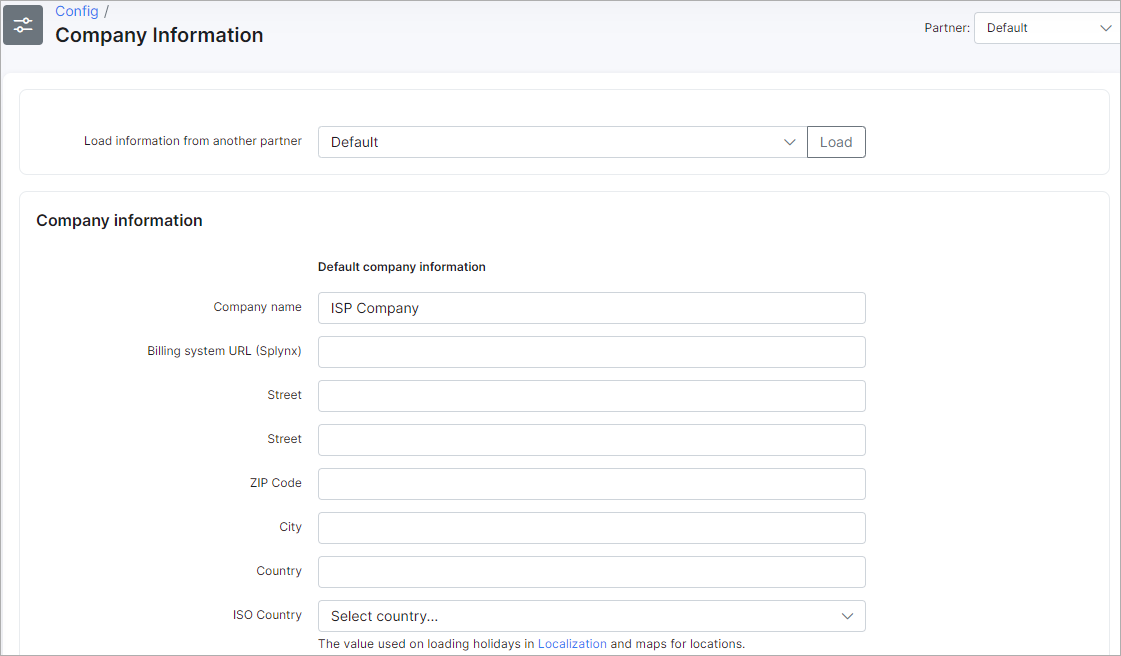 Config /
Company Information
Partner: Default
Load information from another partner Default Load
Company information
Default company information
Company name ISP Company
Billing system URL (Splynx)
Street
Street
ZIP Code
City
Country
ISO Country Select country...
The value used on loading holidays in Localization and maps for locations.